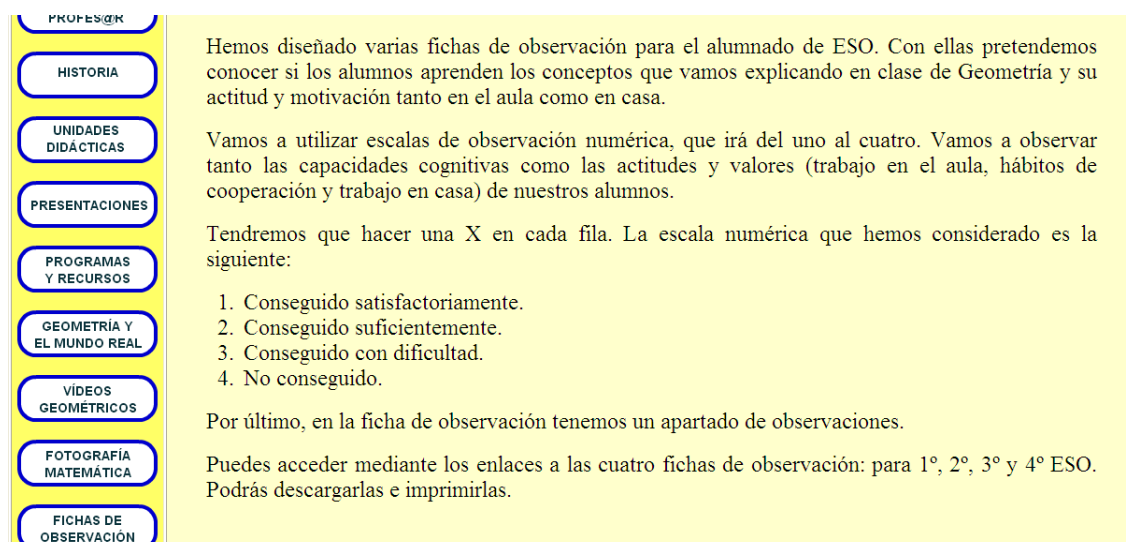 PROFES@R
HISTORIA
UNIDADES
DIDÁCTICAS
PRESENTACIONES
PROGRAMAS
Y RECURSOS
GEOMETRÍA Y
EL MUNDO REAL
VÍDEOS
GEOMÉTRICOS
FOTOGRAFÍA
MATEMÁTICA
FICHAS DE
OBSERVACIÓN
Hemos diseñado varias fichas de observación para el alumnado de ESO. Con ellas pretendemos
conocer si los alumnos aprenden los conceptos que vamos explicando en clase de Geometría y su
actitud y motivación tanto en el aula como en casa.
Vamos a utilizar escalas de observación numérica, que irá del uno al cuatro. Vamos a observar
tanto las capacidades cognitivas como las actitudes y valores (trabajo en el aula, hábitos de
cooperación y trabajo en casa) de nuestros alumnos.
Tendremos que hacer una X en cada fila. La escala numérica que hemos considerado es la
siguiente:
1. Conseguido satisfactoriamente.
2. Conseguido suficientemente.
3. Conseguido con dificultad.
4. No conseguido.
Por último, en la ficha de observación tenemos un apartado de observaciones.
Puedes acceder mediante los enlaces a las cuatro fichas de observación: para 1º, 2º, 3º y 4º ESO.
Podrás descargarlas e imprimirlas.